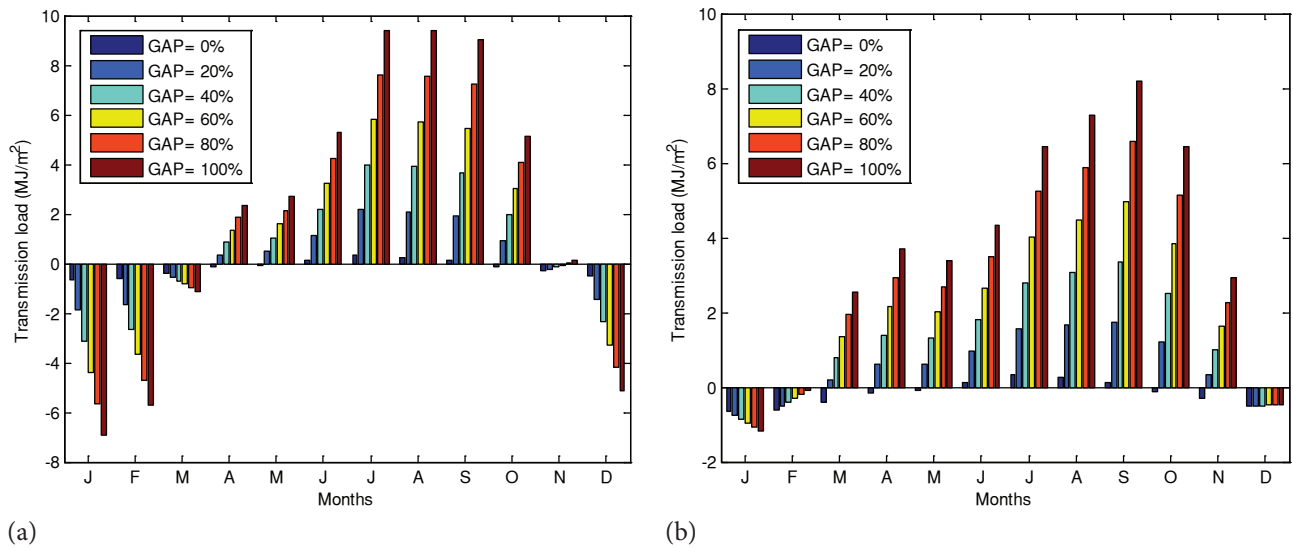 10
8
6
4
2
0
-2
-4
-6
-8
Transmission load (MJ/m²)
GAP= 0%
GAP= 20%
GAP= 40%
GAP= 60%
GAP= 80%
GAP= 100%
J F M A M J J A S O N D
Months
(a)
10
8
6
4
2
0
-2
Transmission load (MJ/m²)
GAP= 0%
GAP= 20%
GAP= 40%
GAP= 60%
GAP= 80%
GAP= 100%
J F M A M J J A S O N D
Months
(b)